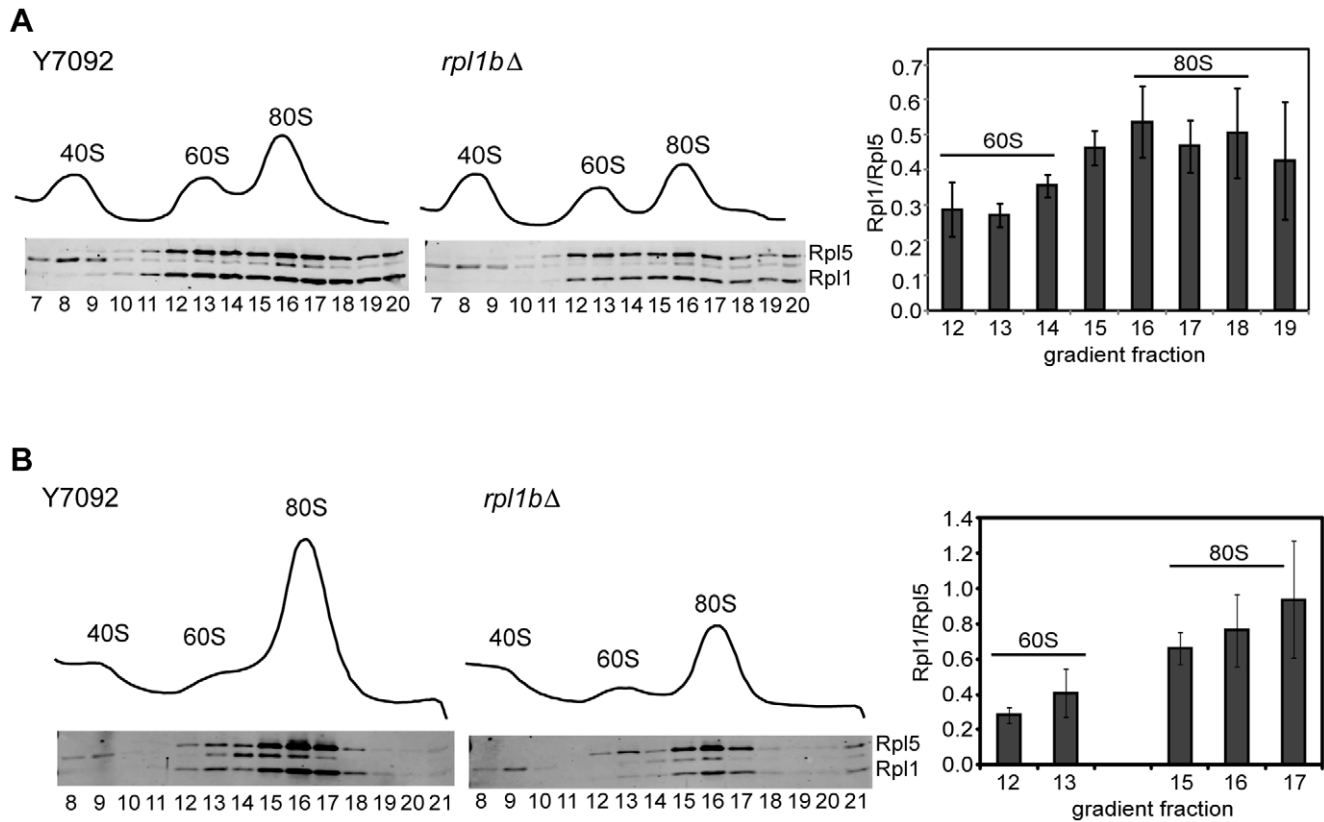 A
Y7092
rpl1bΔ
40S 60S 80S
40S 60S 80S
Rpl5
Rpl1
7 8 9 10 11 12 13 14 15 16 17 18 19 20
7 8 9 10 11 12 13 14 15 16 17 18 19 20
Rpl1/Rpl5
0.7
0.6
0.5
0.4
0.3
0.2
0.1
0.0
60S
80S
12 13 14 15 16 17 18 19
gradient fraction
B
Y7092
rpl1bΔ
40S 60S 80S
40S 60S 80S
Rpl5
Rpl1
8 9 10 11 12 13 14 15 16 17 18 19 20 21
8 9 10 11 12 13 14 15 16 17 18 19 20 21
Rpl1/Rpl5
1.4
1.2
1.0
0.8
0.6
0.4
0.2
0.0
60S
80S
12 13 15 16 17
gradient fraction